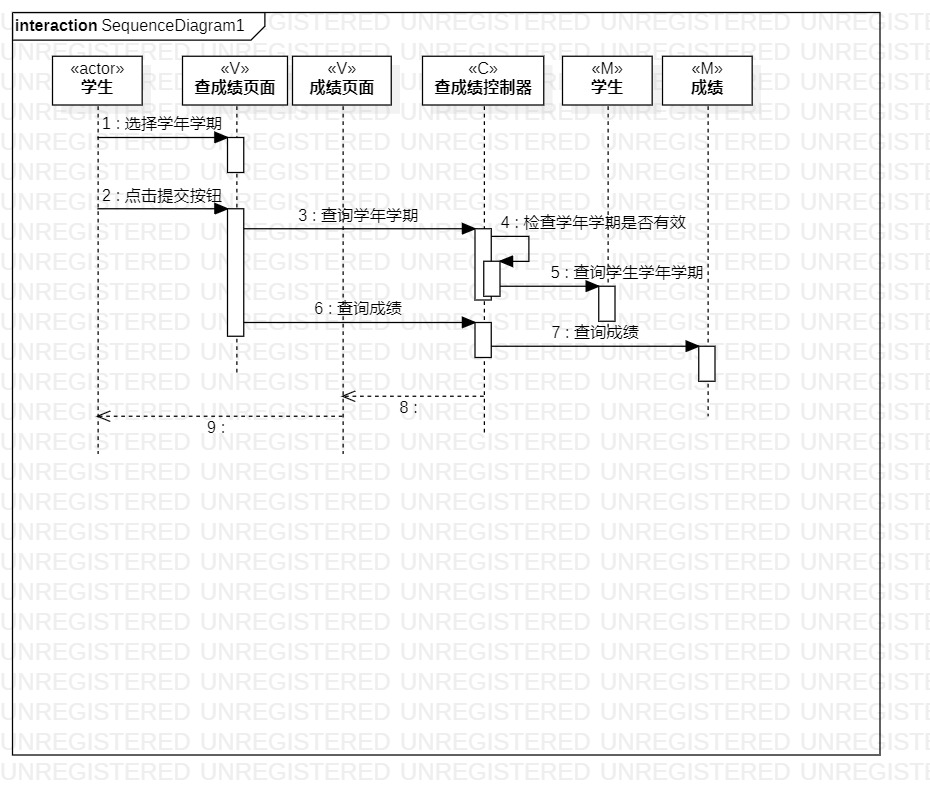 interaction SequenceDiagram1
«actor»
学生
«V»
查成绩页面
«V»
成绩页面
«C»
查成绩控制器
«M»
学生
«M»
成绩
1 : 选择学年学期
2 : 点击提交按钮
3 : 查询学年学期
4 : 检查学年学期是否有效
5 : 查询学生学年学期
6 : 查询成绩
7 : 查询成绩
8 :
9 :
UNREGISTERED